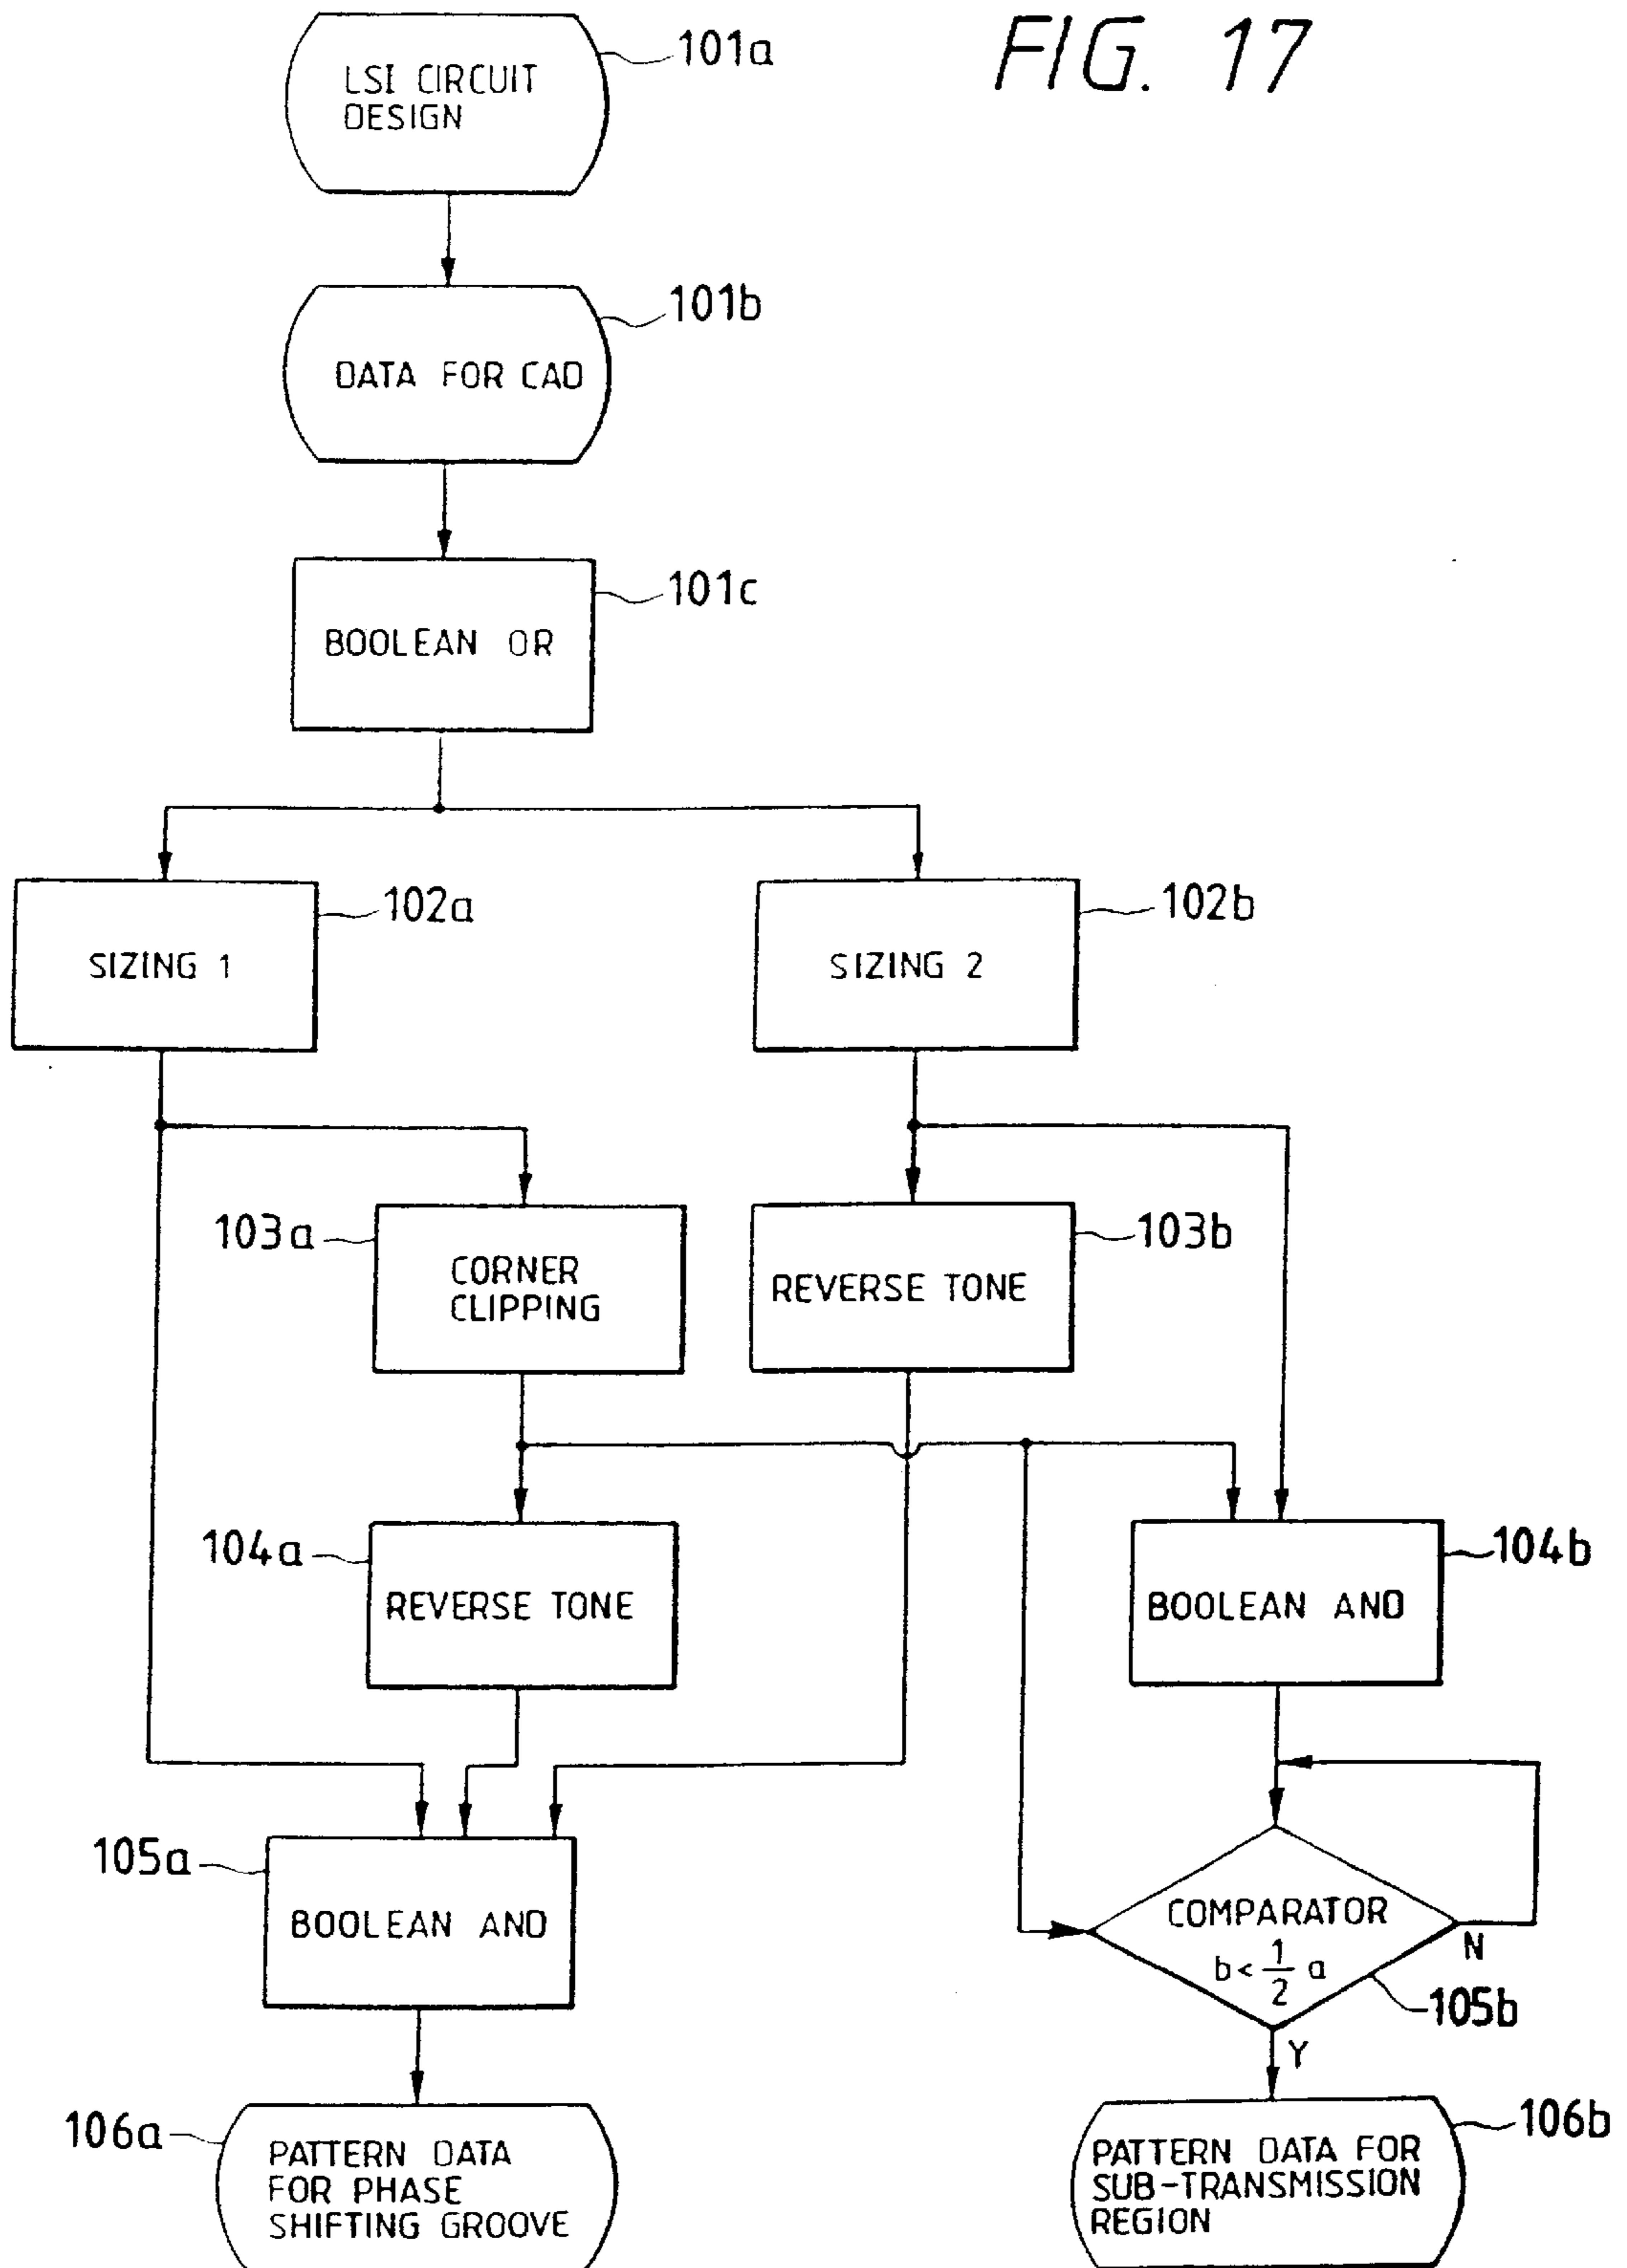 FIG. 17
101a
LSI CIRCUIT
DESIGN
101b
DATA FOR CAD
101c
BOOLEAN OR
102a
SIZING 1
102b
SIZING 2
103a
CORNER
CLIPPING
103b
REVERSE TONE
104a
REVERSE TONE
104b
BOOLEAN AND
105a
BOOLEAN AND
COMPARATOR
b < 1/2 a
N
105b
Y
106a
PATTERN DATA
FOR PHASE
SHIFTING GROOVE
106b
PATTERN DATA FOR
SUB-TRANSMISSION
REGION